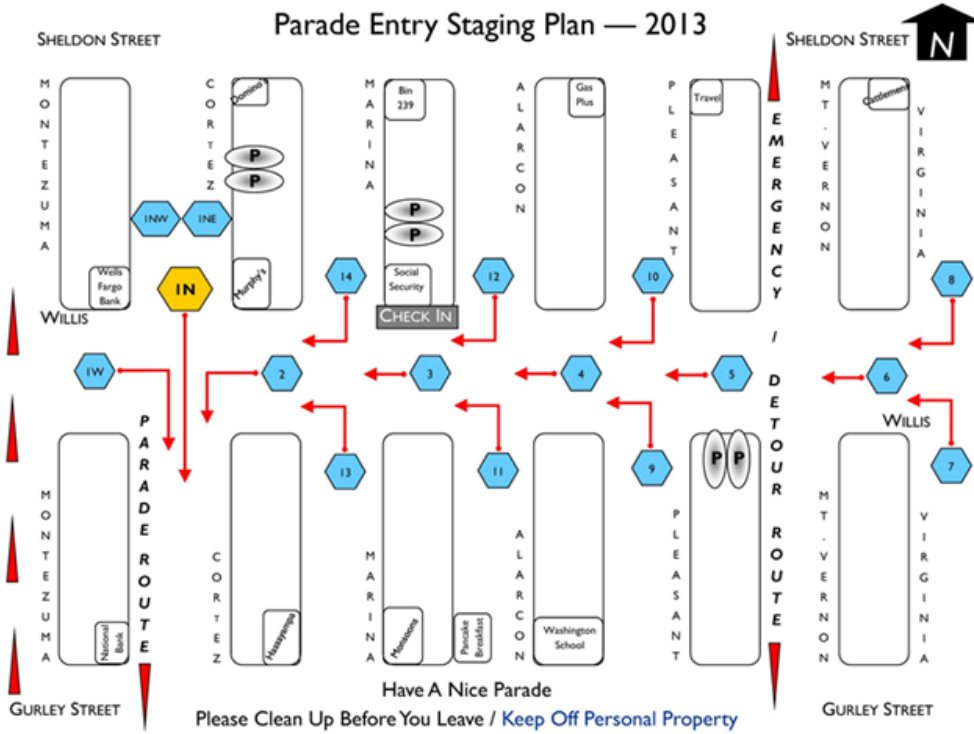 Parade Entry Staging Plan — 2013
SHELDON STREET
SHELDON STREET
N
MONTEZUMA
CORTEZ
MARINA
ALARCON
PLEASANT
EMERGENCY / DETOUR ROUTE
MT. VERNON
VIRGINIA
Domino's
Bin
239
Gas
Plus
Travel
Cattlemen's
P
P
P
P
1NW
1NE
1N
Wells
Fargo
Bank
Murphy's
14
Social
Security
12
10
8
WILLIS
CHECK IN
1W
2
3
4
5
6
WILLIS
PARADE ROUTE
13
11
9
P
P
7
MONTEZUMA
CORTEZ
MARINA
ALARCON
PLEASANT
MT. VERNON
VIRGINIA
National
Bank
Hassayampa
Monsoons
Pancake
Breakfast
Washington
School
Have A Nice Parade
GURLEY STREET
GURLEY STREET
Please Clean Up Before You Leave / Keep Off Personal Property